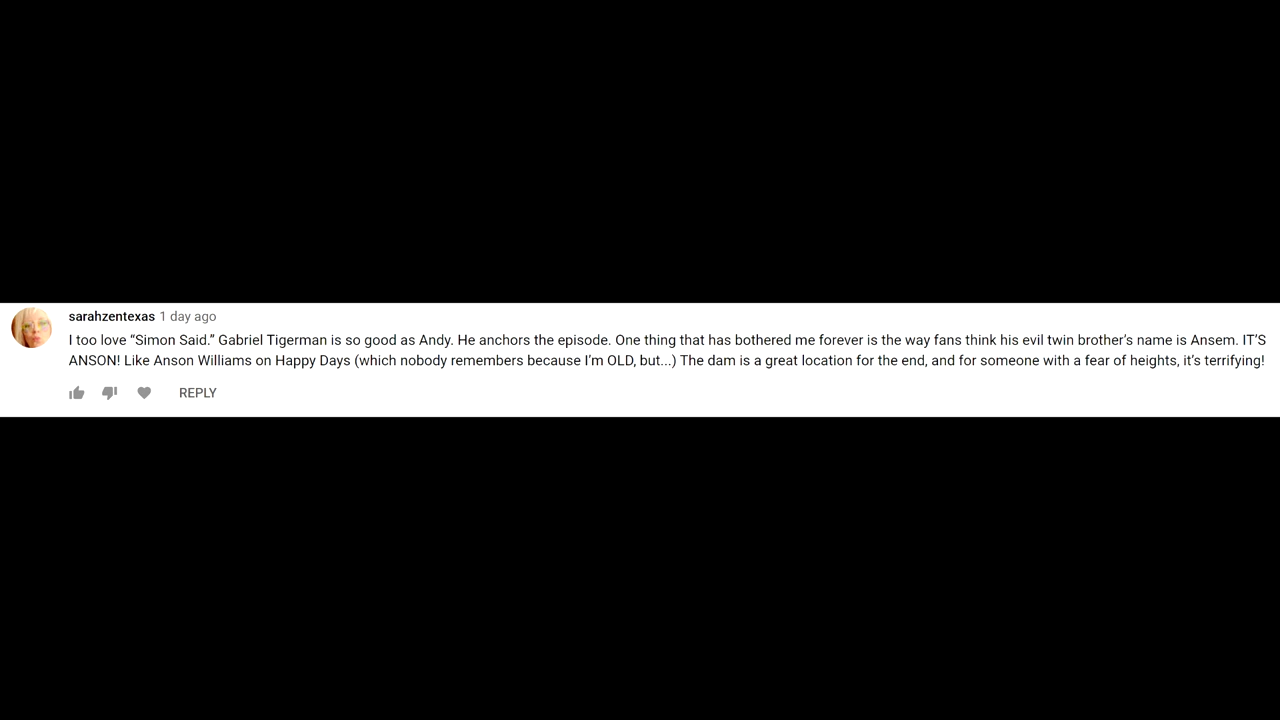 sarahzentexas 1 day ago
I too love “Simon Said.” Gabriel Tigerman is so good as Andy. He anchors the episode. One thing that has bothered me forever is the way fans think his evil twin brother’s name is Ansem. IT’S
ANSON! Like Anson Williams on Happy Days (which nobody remembers because I’m OLD, but...) The dam is a great location for the end, and for someone with a fear of heights, it’s terrifying!
REPLY